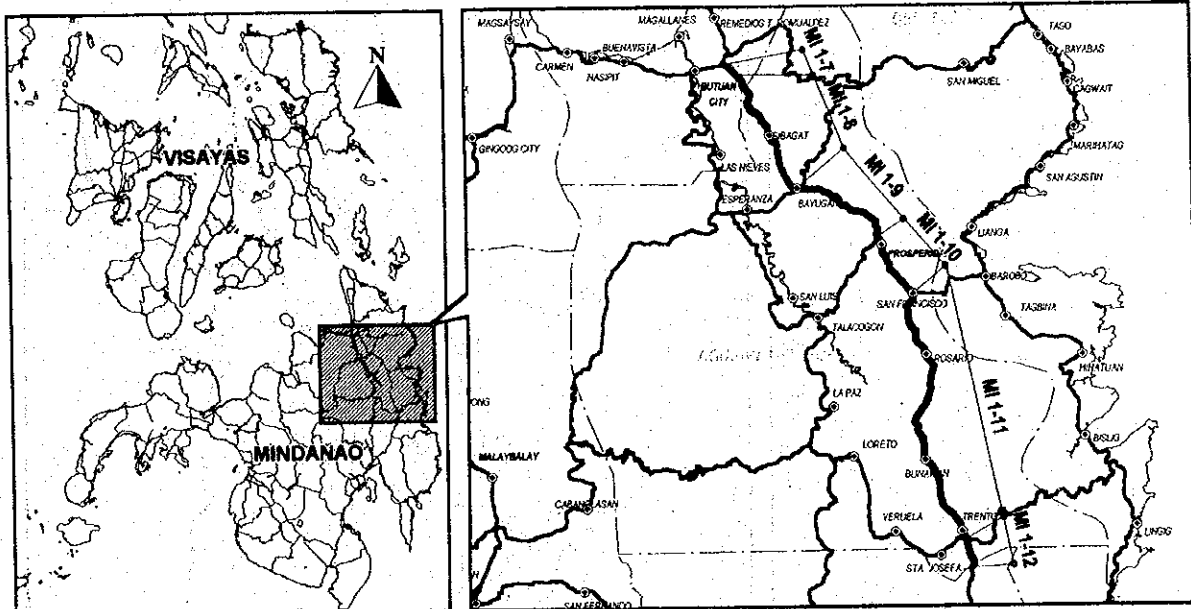 VISAYAS
N
MINDANAO
MAGSAYSAY
CARMEN
NASIPIT
BUENAVISTA
MAGALLANES
REMEDIOS T. ROMUALDEZ
BUTUAN
CITY
MI 1-7
TAGO
BAYABAS
CAGWAIT
SAN MIGUEL
MI 1-8
SIBAGAT
MARIHATAG
GINGOOG CITY
LAS NIEVES
SAN AGUSTIN
MI 1-9
ESPERANZA
BAYUGAN
LIANGA
MI 1-10
PROSPERIDAD
BAROBO
SAN LUIS
SAN FRANCISCO
TAGBINA
TALACOGON
ROSARIO
HINATUAN
LA PAZ
MI 1-11
BISLIG
ONG
MALAYBALAY
LORETO
BUNAWAN
CABANGLASAN
VERUELA
TRENTO
MI 1-12
LINGIG
STA JOSEFA
N
SAN FERNANDO